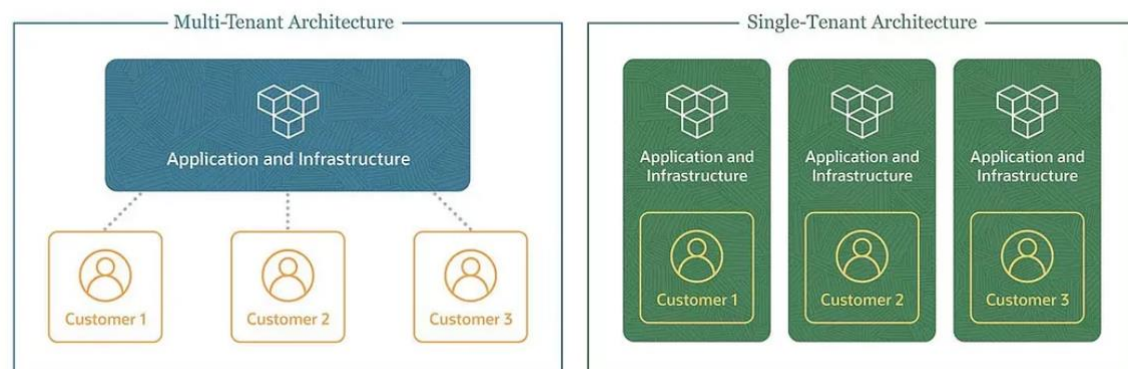 Multi-Tenant Architecture
Application and Infrastructure
Customer 1
Customer 2
Customer 3
Single-Tenant Architecture
Application and
Infrastructure
Customer 1
Application and
Infrastructure
Customer 2
Application and
Infrastructure
Customer 3